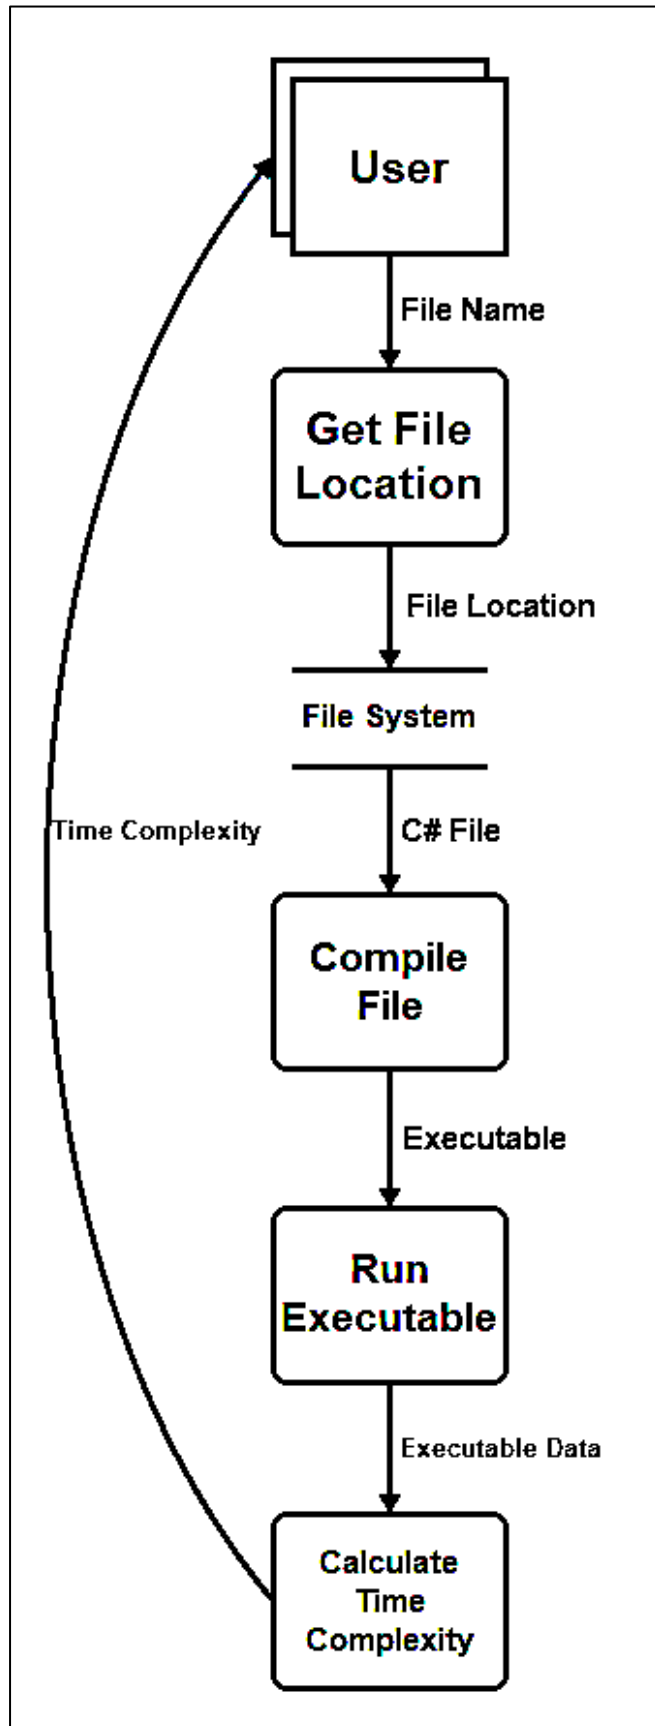 User
File Name
Get File
Location
File Location
File System
Time Complexity
C# File
Compile
File
Executable
Run
Executable
Executable Data
Calculate
Time
Complexity